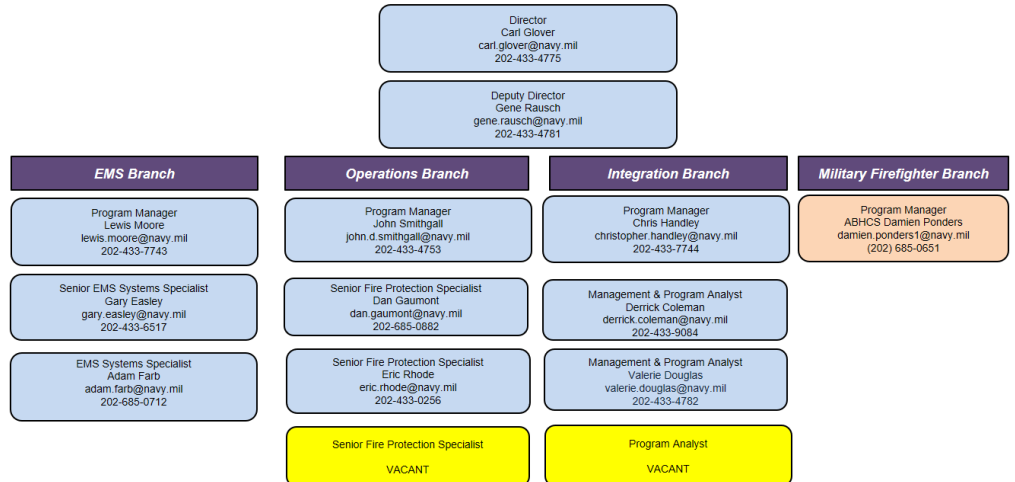 Director
Carl Glover
carl.glover@navy.mil
202-433-4775
Deputy Director
Gene Rausch
gene.rausch@navy.mil
202-433-4781
EMS Branch
Program Manager
Lewis Moore
lewis.moore@navy.mil
202-433-7743
Senior EMS Systems Specialist
Gary Easley
gary.easley@navy.mil
202-433-6517
EMS Systems Specialist
Adam Farb
adam.farb@navy.mil
202-685-0712
Operations Branch
Program Manager
John Smithgall
john.d.smithgall@navy.mil
202-433-4753
Senior Fire Protection Specialist
Dan Gaumont
dan.gaumont@navy.mil
202-685-0882
Senior Fire Protection Specialist
Eric Rhode
eric.rhode@navy.mil
202-433-0256
Senior Fire Protection Specialist
VACANT
Integration Branch
Program Manager
Chris Handley
christopher.handley@navy.mil
202-433-7744
Management & Program Analyst
Derrick Coleman
derrick.coleman@navy.mil
202-433-9084
Management & Program Analyst
Valerie Douglas
valerie.douglas@navy.mil
202-433-4782
Program Analyst
VACANT
Military Firefighter Branch
Program Manager
ABHCS Damien Ponders
damien.ponders1@navy.mil
(202) 685-0651